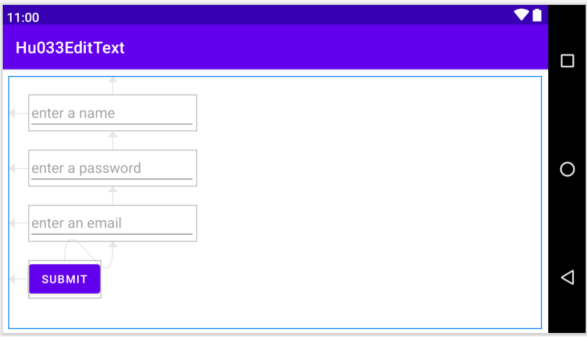 11:00
Hu033EditText
enter a name
enter a password
enter an email
SUBMIT